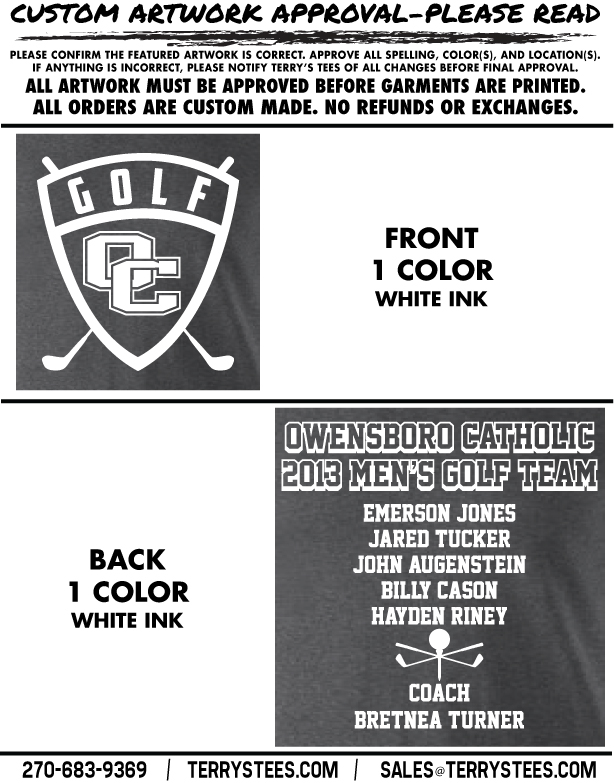 CUSTOM ARTWORK APPROVAL-PLEASE READ
PLEASE CONFIRM THE FEATURED ARTWORK IS CORRECT. APPROVE ALL SPELLING, COLOR(S), AND LOCATION(S).
IF ANYTHING IS INCORRECT, PLEASE NOTIFY TERRY'S TEES OF ALL CHANGES BEFORE FINAL APPROVAL.
ALL ARTWORK MUST BE APPROVED BEFORE GARMENTS ARE PRINTED.
ALL ORDERS ARE CUSTOM MADE. NO REFUNDS OR EXCHANGES.
GOLF
OC
FRONT
1 COLOR
WHITE INK
BACK
1 COLOR
WHITE INK
OWENSBORO CATHOLIC
2013 MEN'S GOLF TEAM
EMERSON JONES
JARED TUCKER
JOHN AUGENSTEIN
BILLY CASON
HAYDEN RINEY
COACH
BRETNEA TURNER
270-683-9369 / TERRYSTEES.COM / SALES@TERRYSTEES.COM